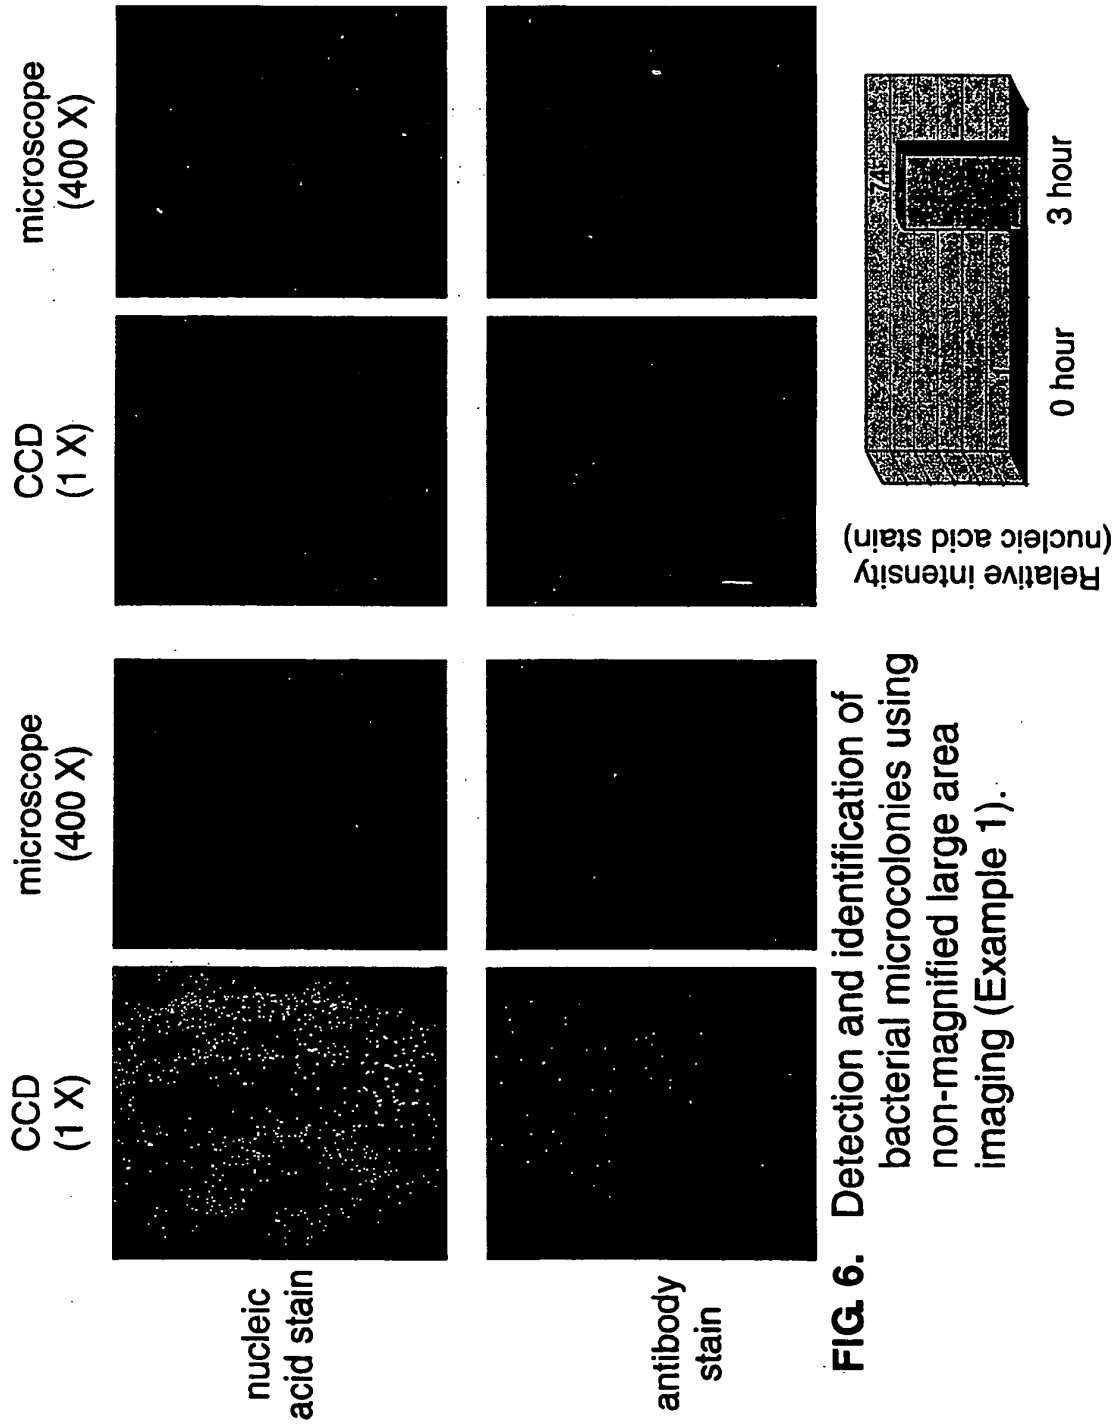 CCD
(1 X)
microscope
(400 X)
CCD
(1 X)
microscope
(400 X)
nucleic
acid stain
antibody
stain
FIG. 6. Detection and identification of
bacterial microcolonies using
non-magnified large area
imaging (Example 1).
Relative intensity
(nucleic acid stain)
1
74
0 hour
3 hour